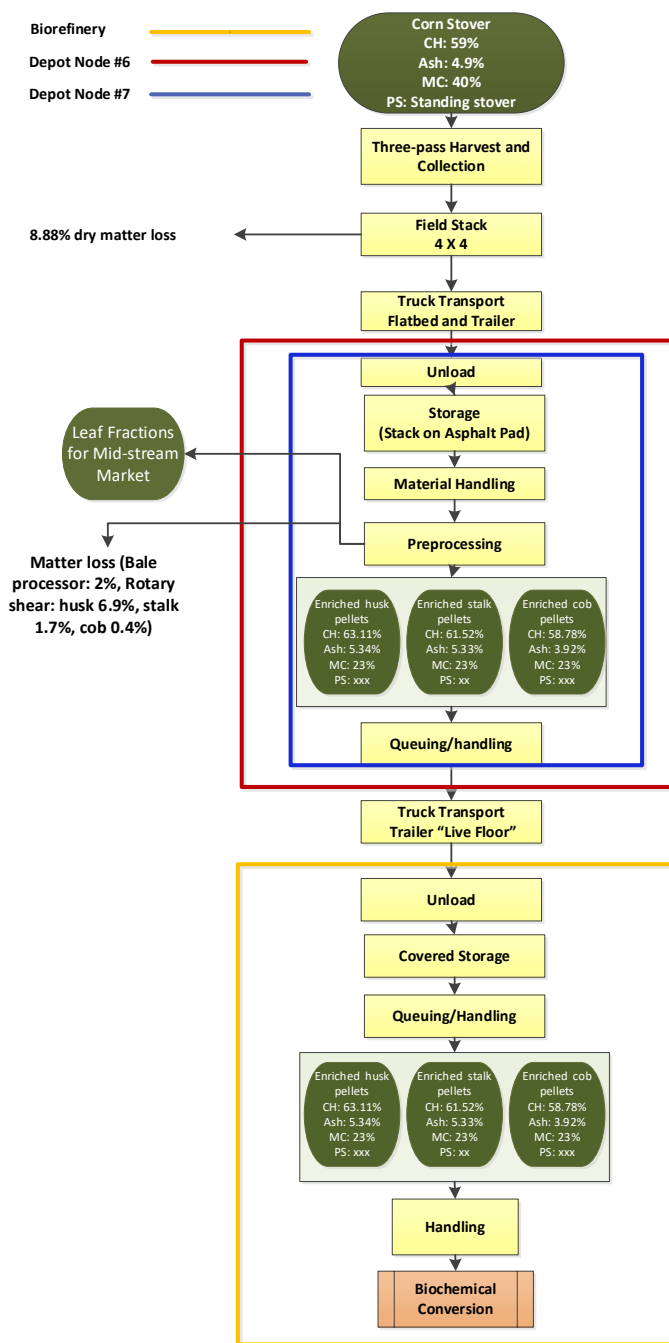 Biorefinery
Depot Node #6
Depot Node #7
Corn Stover
CH: 59%
Ash: 4.9%
MC: 40%
PS: Standing stover
Three-pass Harvest and
Collection
8.88% dry matter loss
Field Stack
4 X 4
Truck Transport
Flatbed and Trailer
Unload
Storage
(Stack on Asphalt Pad)
Leaf Fractions
for Mid-stream
Market
Material Handling
Preprocessing
Matter loss (Bale
processor: 2%, Rotary
shear: husk 6.9%, stalk
1.7%, cob 0.4%)
Enriched husk
pellets
CH: 63.11%
Ash: 5.34%
MC: 23%
PS: xxx
Enriched stalk
pellets
CH: 61.52%
Ash: 5.33%
MC: 23%
PS: xx
Enriched cob
pellets
CH: 58.78%
Ash: 3.92%
MC: 23%
PS: xxx
Queuing/handling
Truck Transport
Trailer “Live Floor”
Unload
Covered Storage
Queuing/Handling
Enriched husk
pellets
CH: 63.11%
Ash: 5.34%
MC: 23%
PS: xxx
Enriched stalk
pellets
CH: 61.52%
Ash: 5.33%
MC: 23%
PS: xx
Enriched cob
pellets
CH: 58.78%
Ash: 3.92%
MC: 23%
PS: xxx
Handling
Biochemical
Conversion